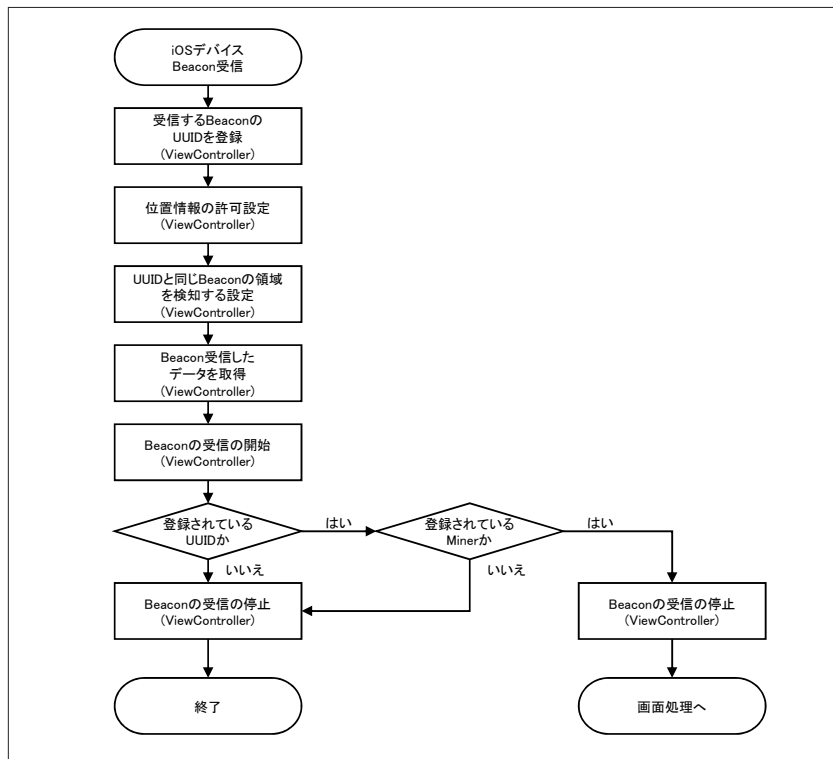 iOSデバイス
Beacon受信
受信するBeaconの
UUIDを登録
(ViewController)
位置情報の許可設定
(ViewController)
UUIDと同じBeaconの領域
を検知する設定
(ViewController)
Beacon受信した
データを取得
(ViewController)
Beaconの受信の開始
(ViewController)
登録されている
UUIDか
はい
登録されている
Minerか
はい
いいえ
いいえ
Beaconの受信の停止
(ViewController)
Beaconの受信の停止
(ViewController)
終了
画面処理へ